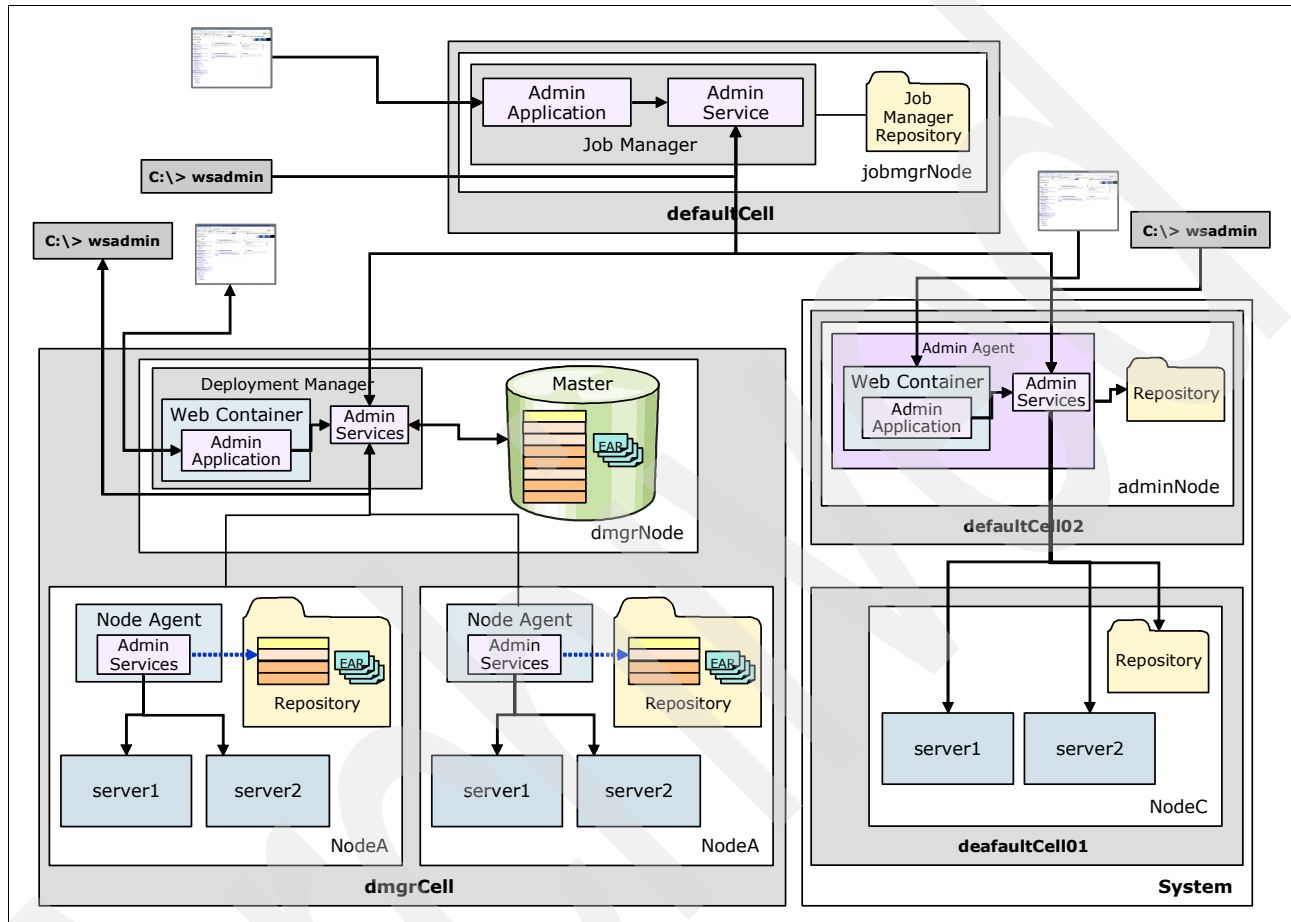 Admin
Application
Admin
Service
Job Manager
Job
Manager
Repository
jobmgrNode
defaultCell
C:\> wsadmin
C:\> wsadmin
C:\> wsadmin
Deployment Manager
Web Container
Admin
Application
Admin
Services
Master
EAR
dmgrNode
Node Agent
Admin
Services
EAR
Repository
server1
server2
NodeA
Node Agent
Admin
Services
EAR
Repository
server1
server2
NodeA
dmgrCell
Admin Agent
Web Container
Admin
Application
Admin
Services
Repository
adminNode
defaultCell02
Repository
server1
server2
NodeC
deafaultCell01
System